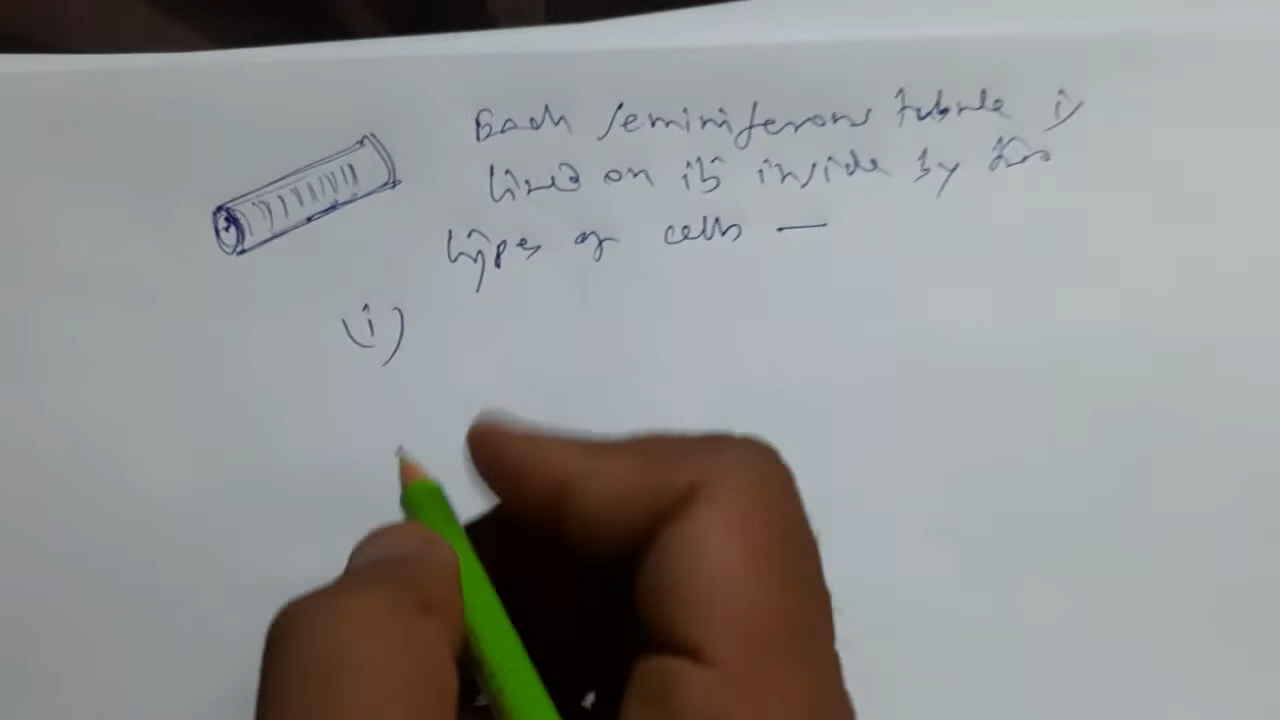 Each seminiferous tubule is
lined on its inside by two
types of cells —
(i)